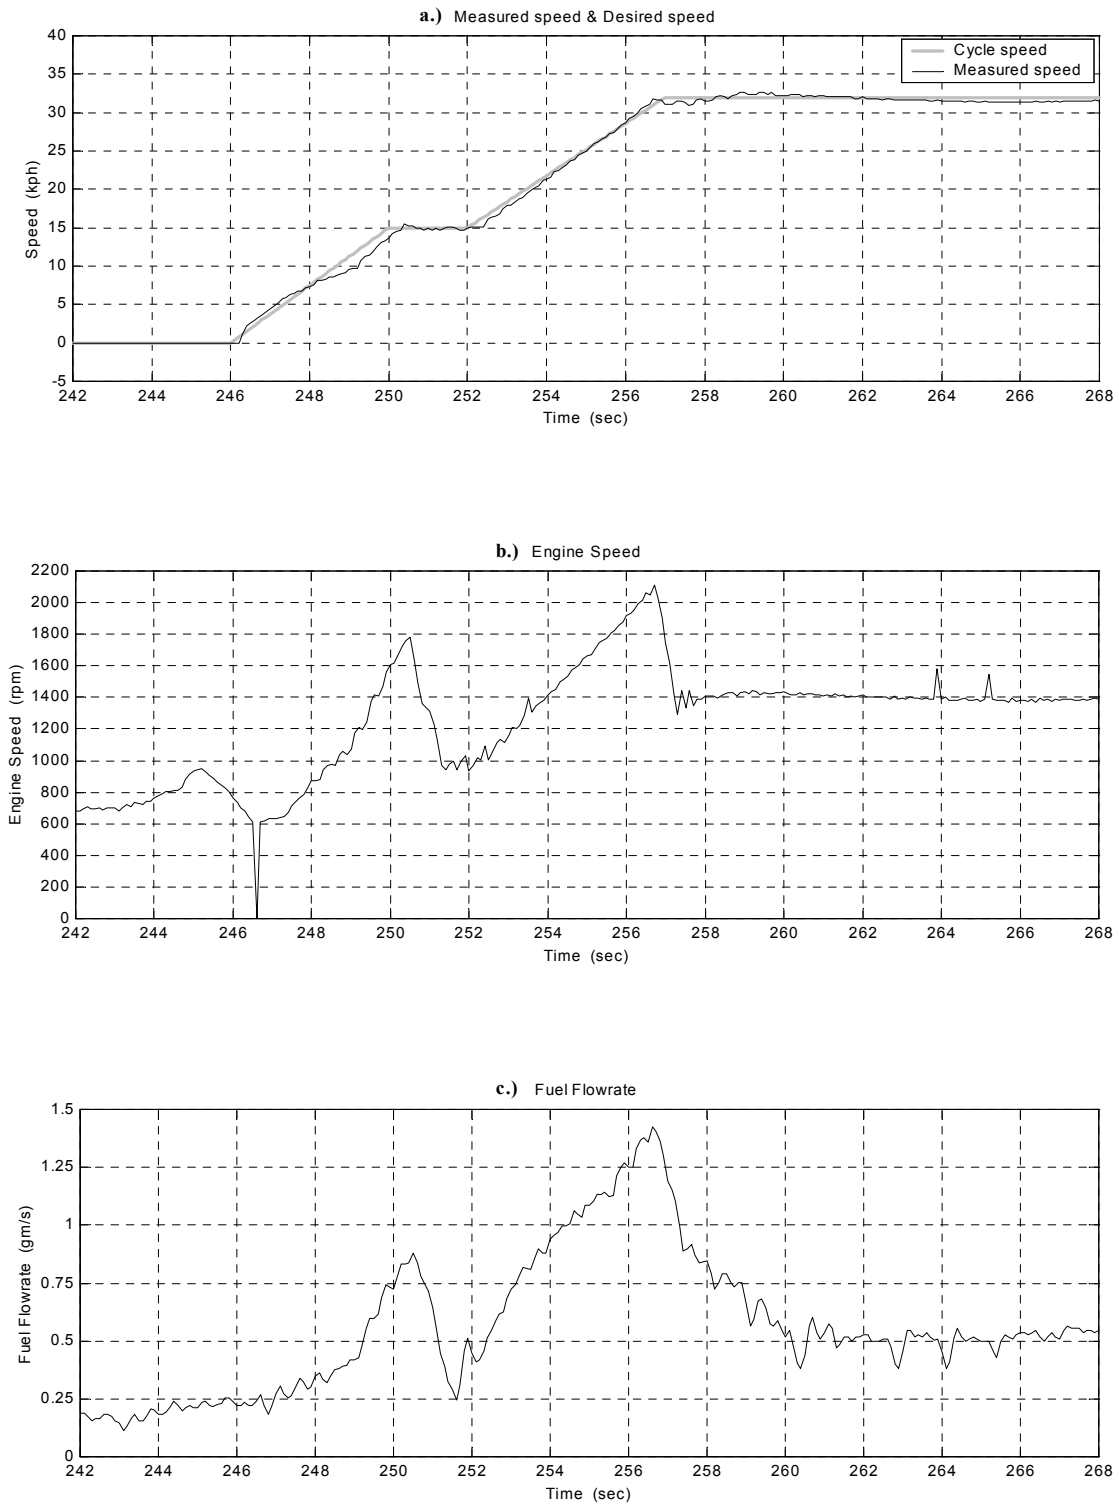 a.) Measured speed & Desired speed
40
35
30
25
20
15
10
5
0
-5
Speed (kph)
Cycle speed
Measured speed
242 244 246 248 250 252 254 256 258 260 262 264 266 268
Time (sec)
b.) Engine Speed
2200
2000
1800
1600
1400
1200
1000
800
600
400
200
0
Engine Speed (rpm)
242 244 246 248 250 252 254 256 258 260 262 264 266 268
Time (sec)
c.) Fuel Flowrate
1.5
1.25
1
0.75
0.5
0.25
0
Fuel Flowrate (gm/s)
242 244 246 248 250 252 254 256 258 260 262 264 266 268
Time (sec)